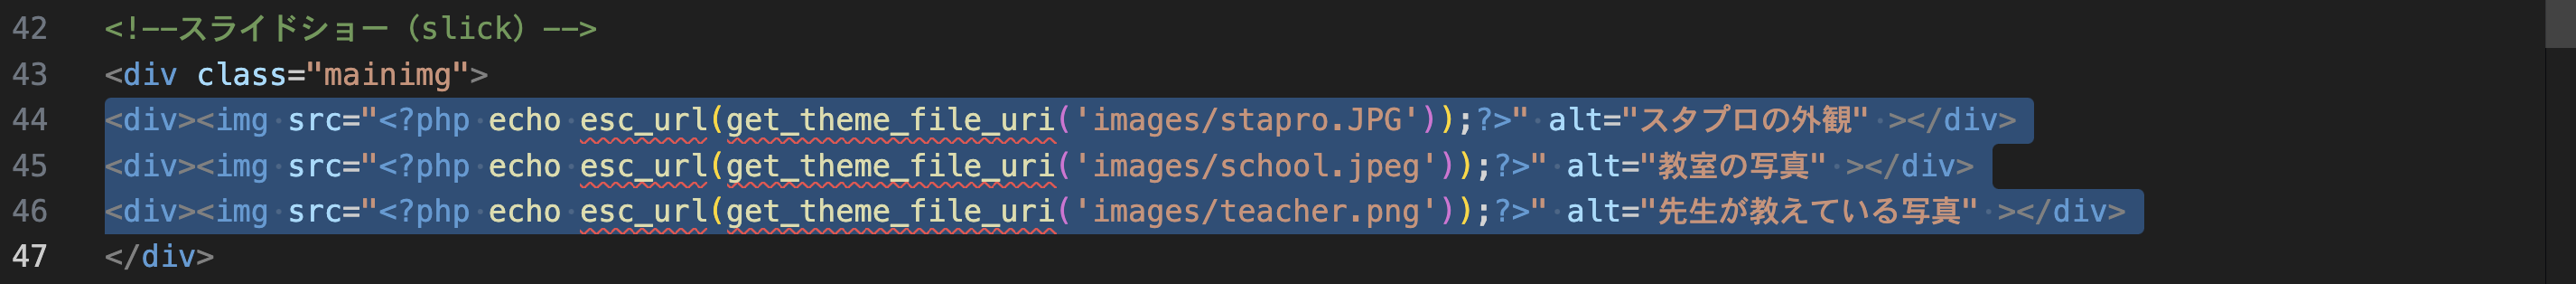 42 <!--スライドショー（slick）-->
43 <div class="mainimg">
44 <div><img src="<?php echo esc_url(get_theme_file_uri('images/stapro.JPG'));?>" alt="スタプロの外観" ></div>
45 <div><img src="<?php echo esc_url(get_theme_file_uri('images/school.jpeg'));?>" alt="教室の写真" ></div>
46 <div><img src="<?php echo esc_url(get_theme_file_uri('images/teacher.png'));?>" alt="先生が教えている写真" ></div>
47 </div>